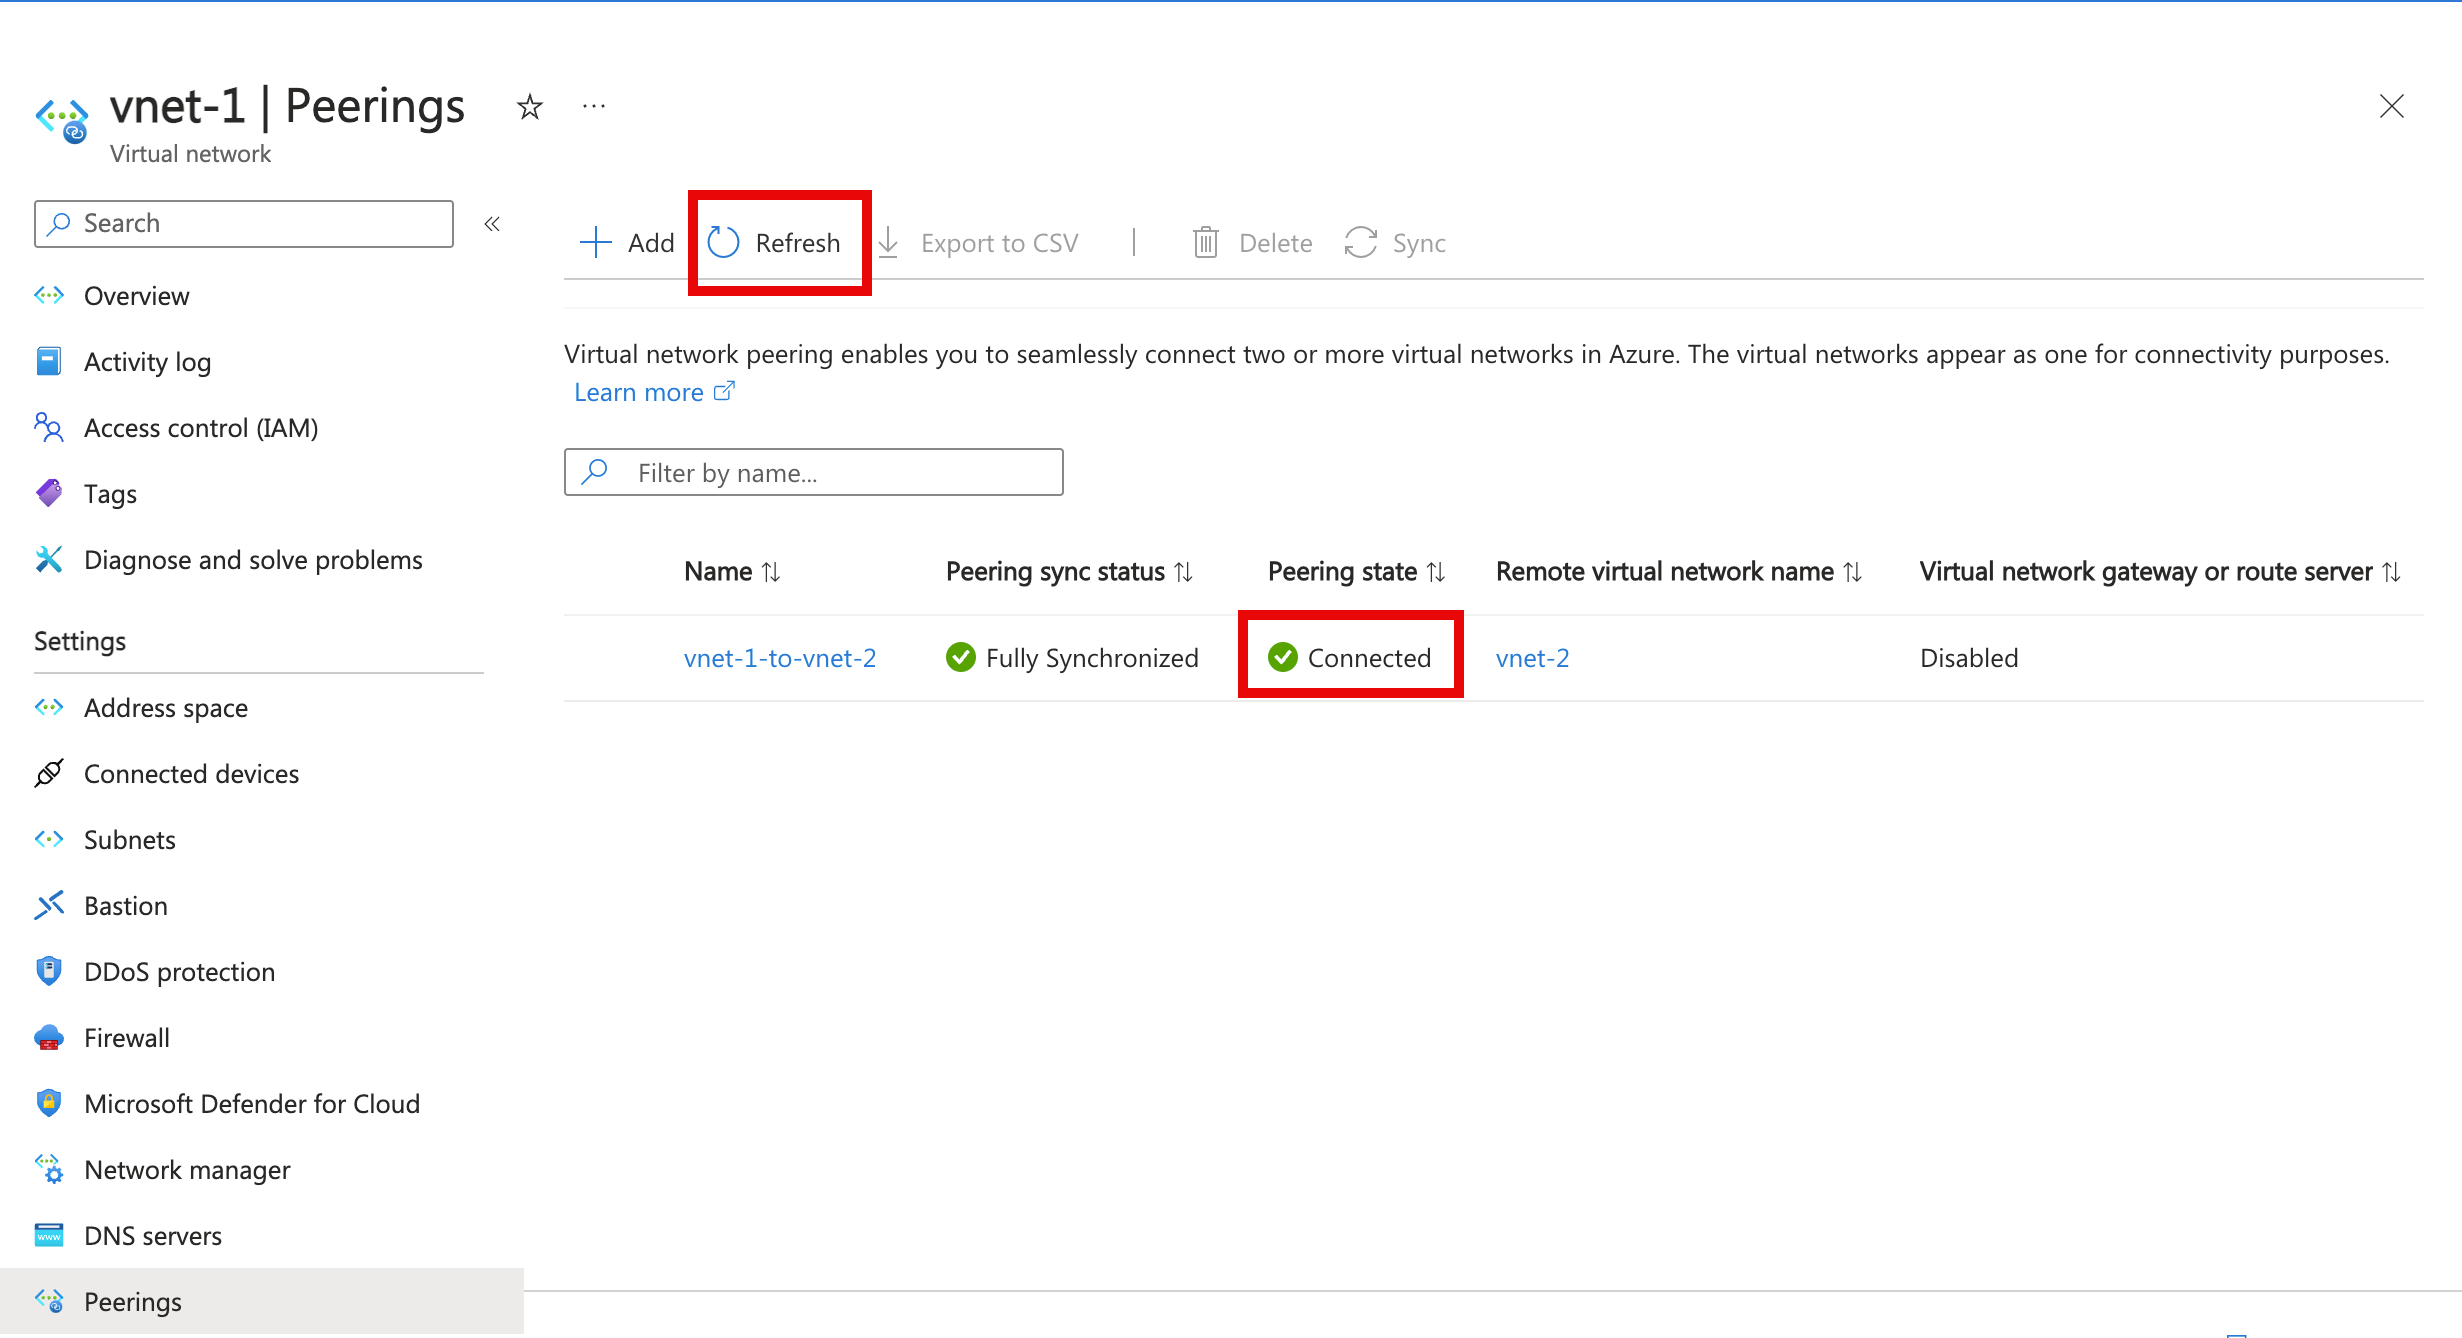 vnet-1 | Peerings
Virtual network
Search
Overview
Activity log
Access control (IAM)
Tags
Diagnose and solve problems
Settings
Address space
Connected devices
Subnets
Bastion
DDoS protection
Firewall
Microsoft Defender for Cloud
Network manager
DNS servers
Peerings
Add Refresh Export to CSV | Delete Sync
Virtual network peering enables you to seamlessly connect two or more virtual networks in Azure. The virtual networks appear as one for connectivity purposes.
Learn more
Filter by name...
Name Peering sync status Peering state Remote virtual network name Virtual network gateway or route server
vnet-1-to-vnet-2 Fully Synchronized Connected vnet-2 Disabled